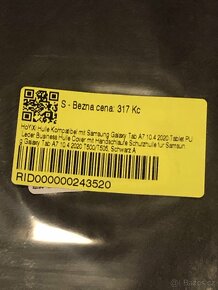 S - Bezna cena: 317 Kc
HoYiXi Hülle Kompatibel mit Samsung Galaxy Tab A7 10.4 2020 Tablet PU
Leder Business Hülle Cover mit Handschlaufe Schutzhülle für Samsun
g Galaxy Tab A7 10.4 2020 T500/T505, Schwarz A
RID000000243520